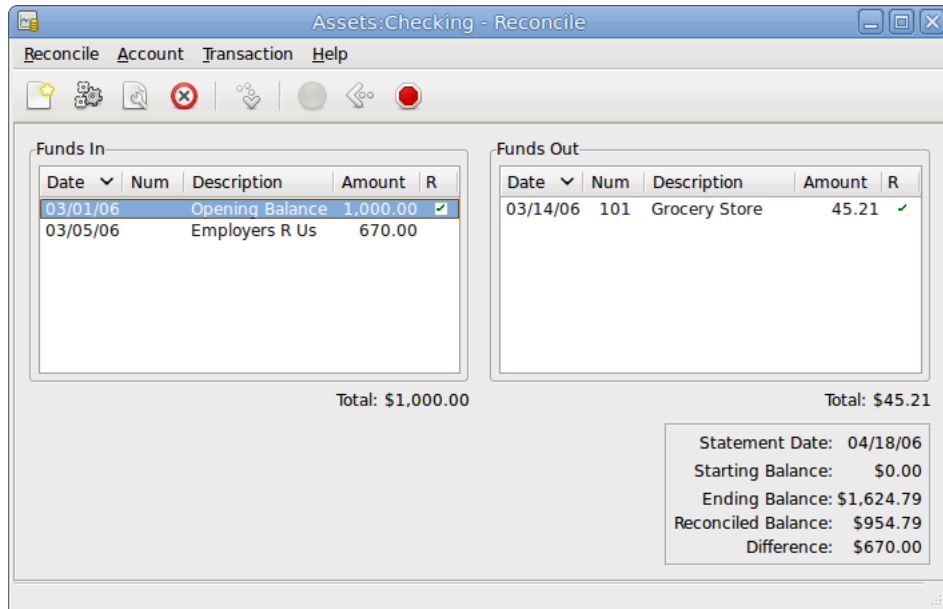 Assets:Checking - Reconcile
Reconcile Account Transaction Help
Funds In
Date Num Description Amount R
03/01/06 Opening Balance 1,000.00
03/05/06 Employers R Us 670.00
Total: $1,000.00
Funds Out
Date Num Description Amount R
03/14/06 101 Grocery Store 45.21
Total: $45.21
Statement Date: 04/18/06
Starting Balance: $0.00
Ending Balance: $1,624.79
Reconciled Balance: $954.79
Difference: $670.00